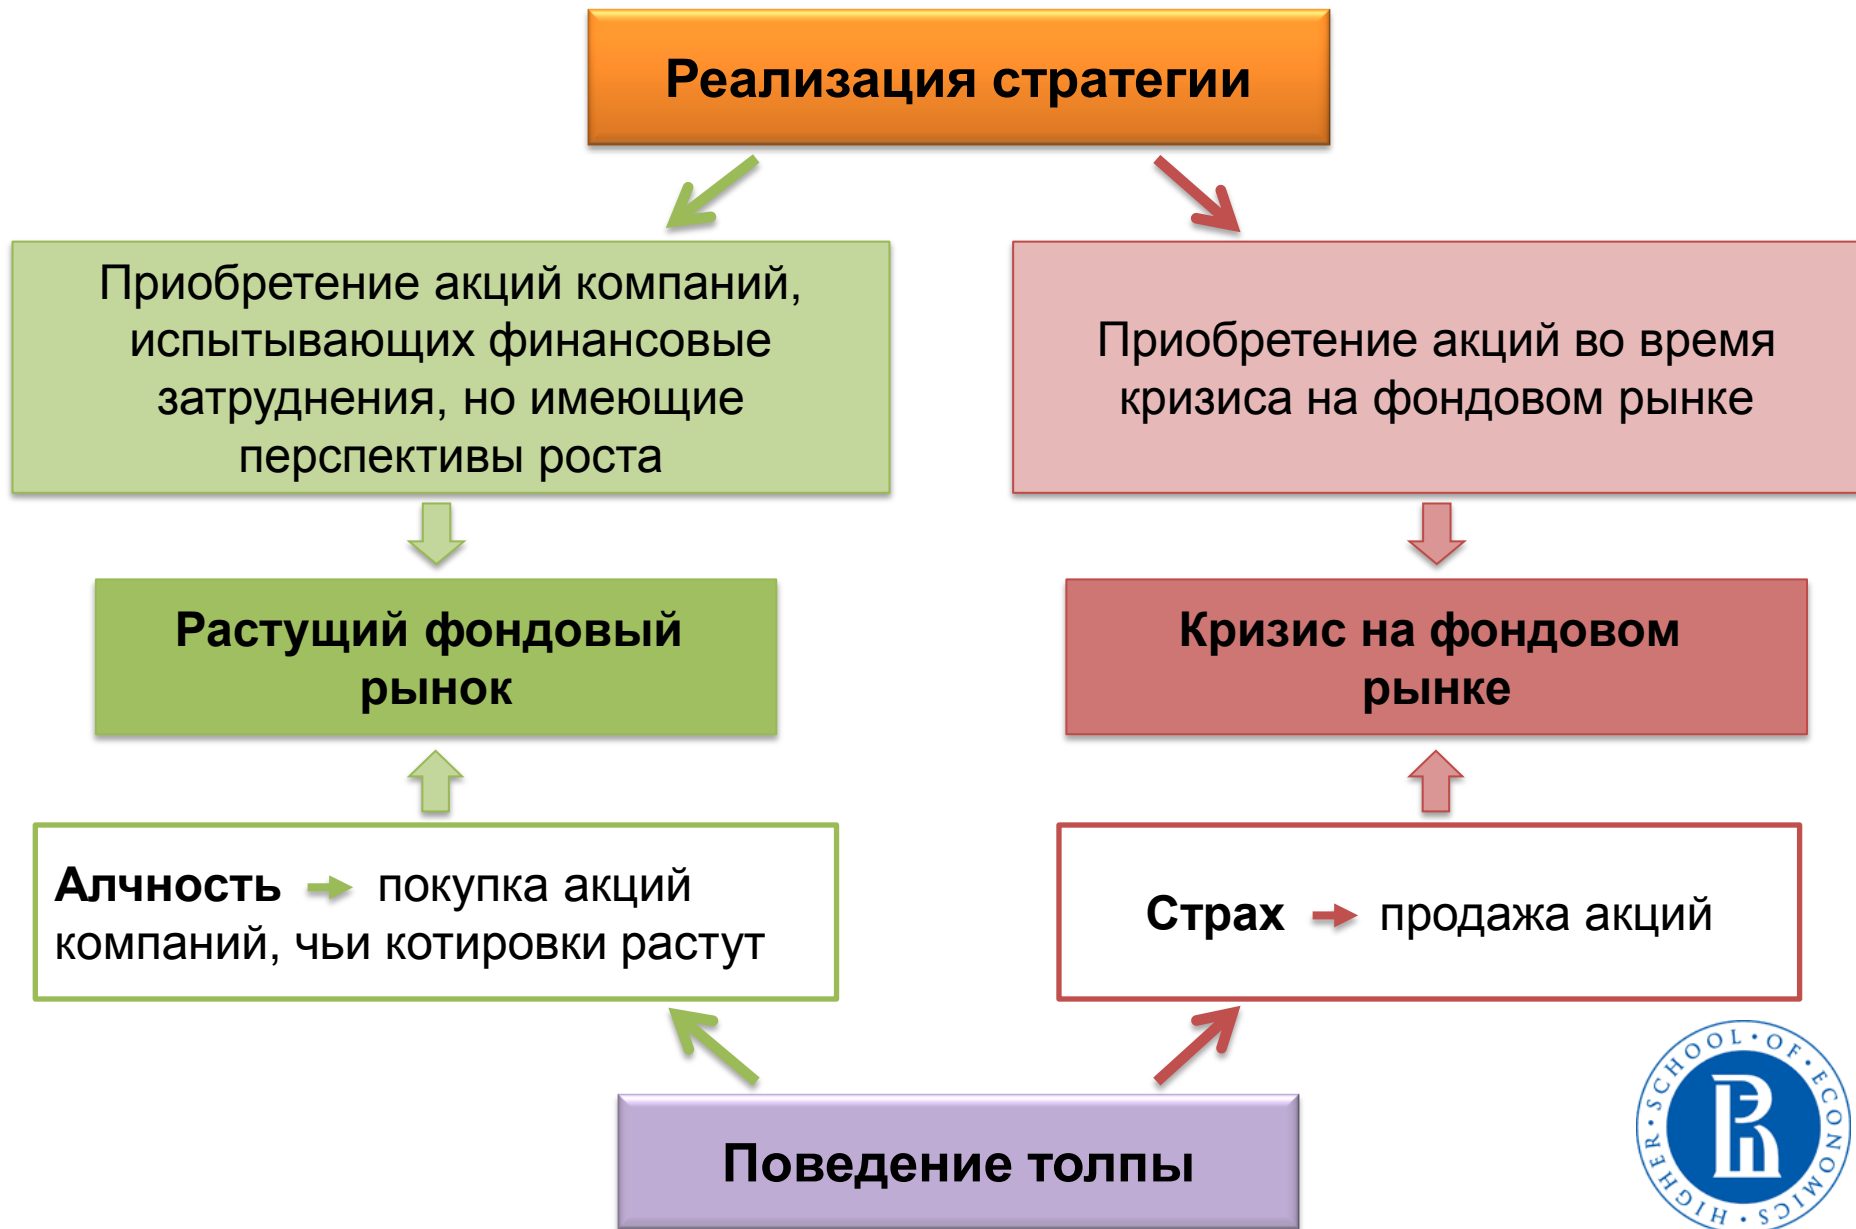 Реализация стратегии
Приобретение акций компаний,
испытывающих финансовые
затруднения, но имеющие
перспективы роста
Приобретение акций во время
кризиса на фондовом рынке
Растущий фондовый
рынок
Кризис на фондовом
рынке
Алчность покупка акций
компаний, чьи котировки растут
Страх продажа акций
Поведение толпы
HIGHER · SCHOOL · OF · ECONOMICS ·